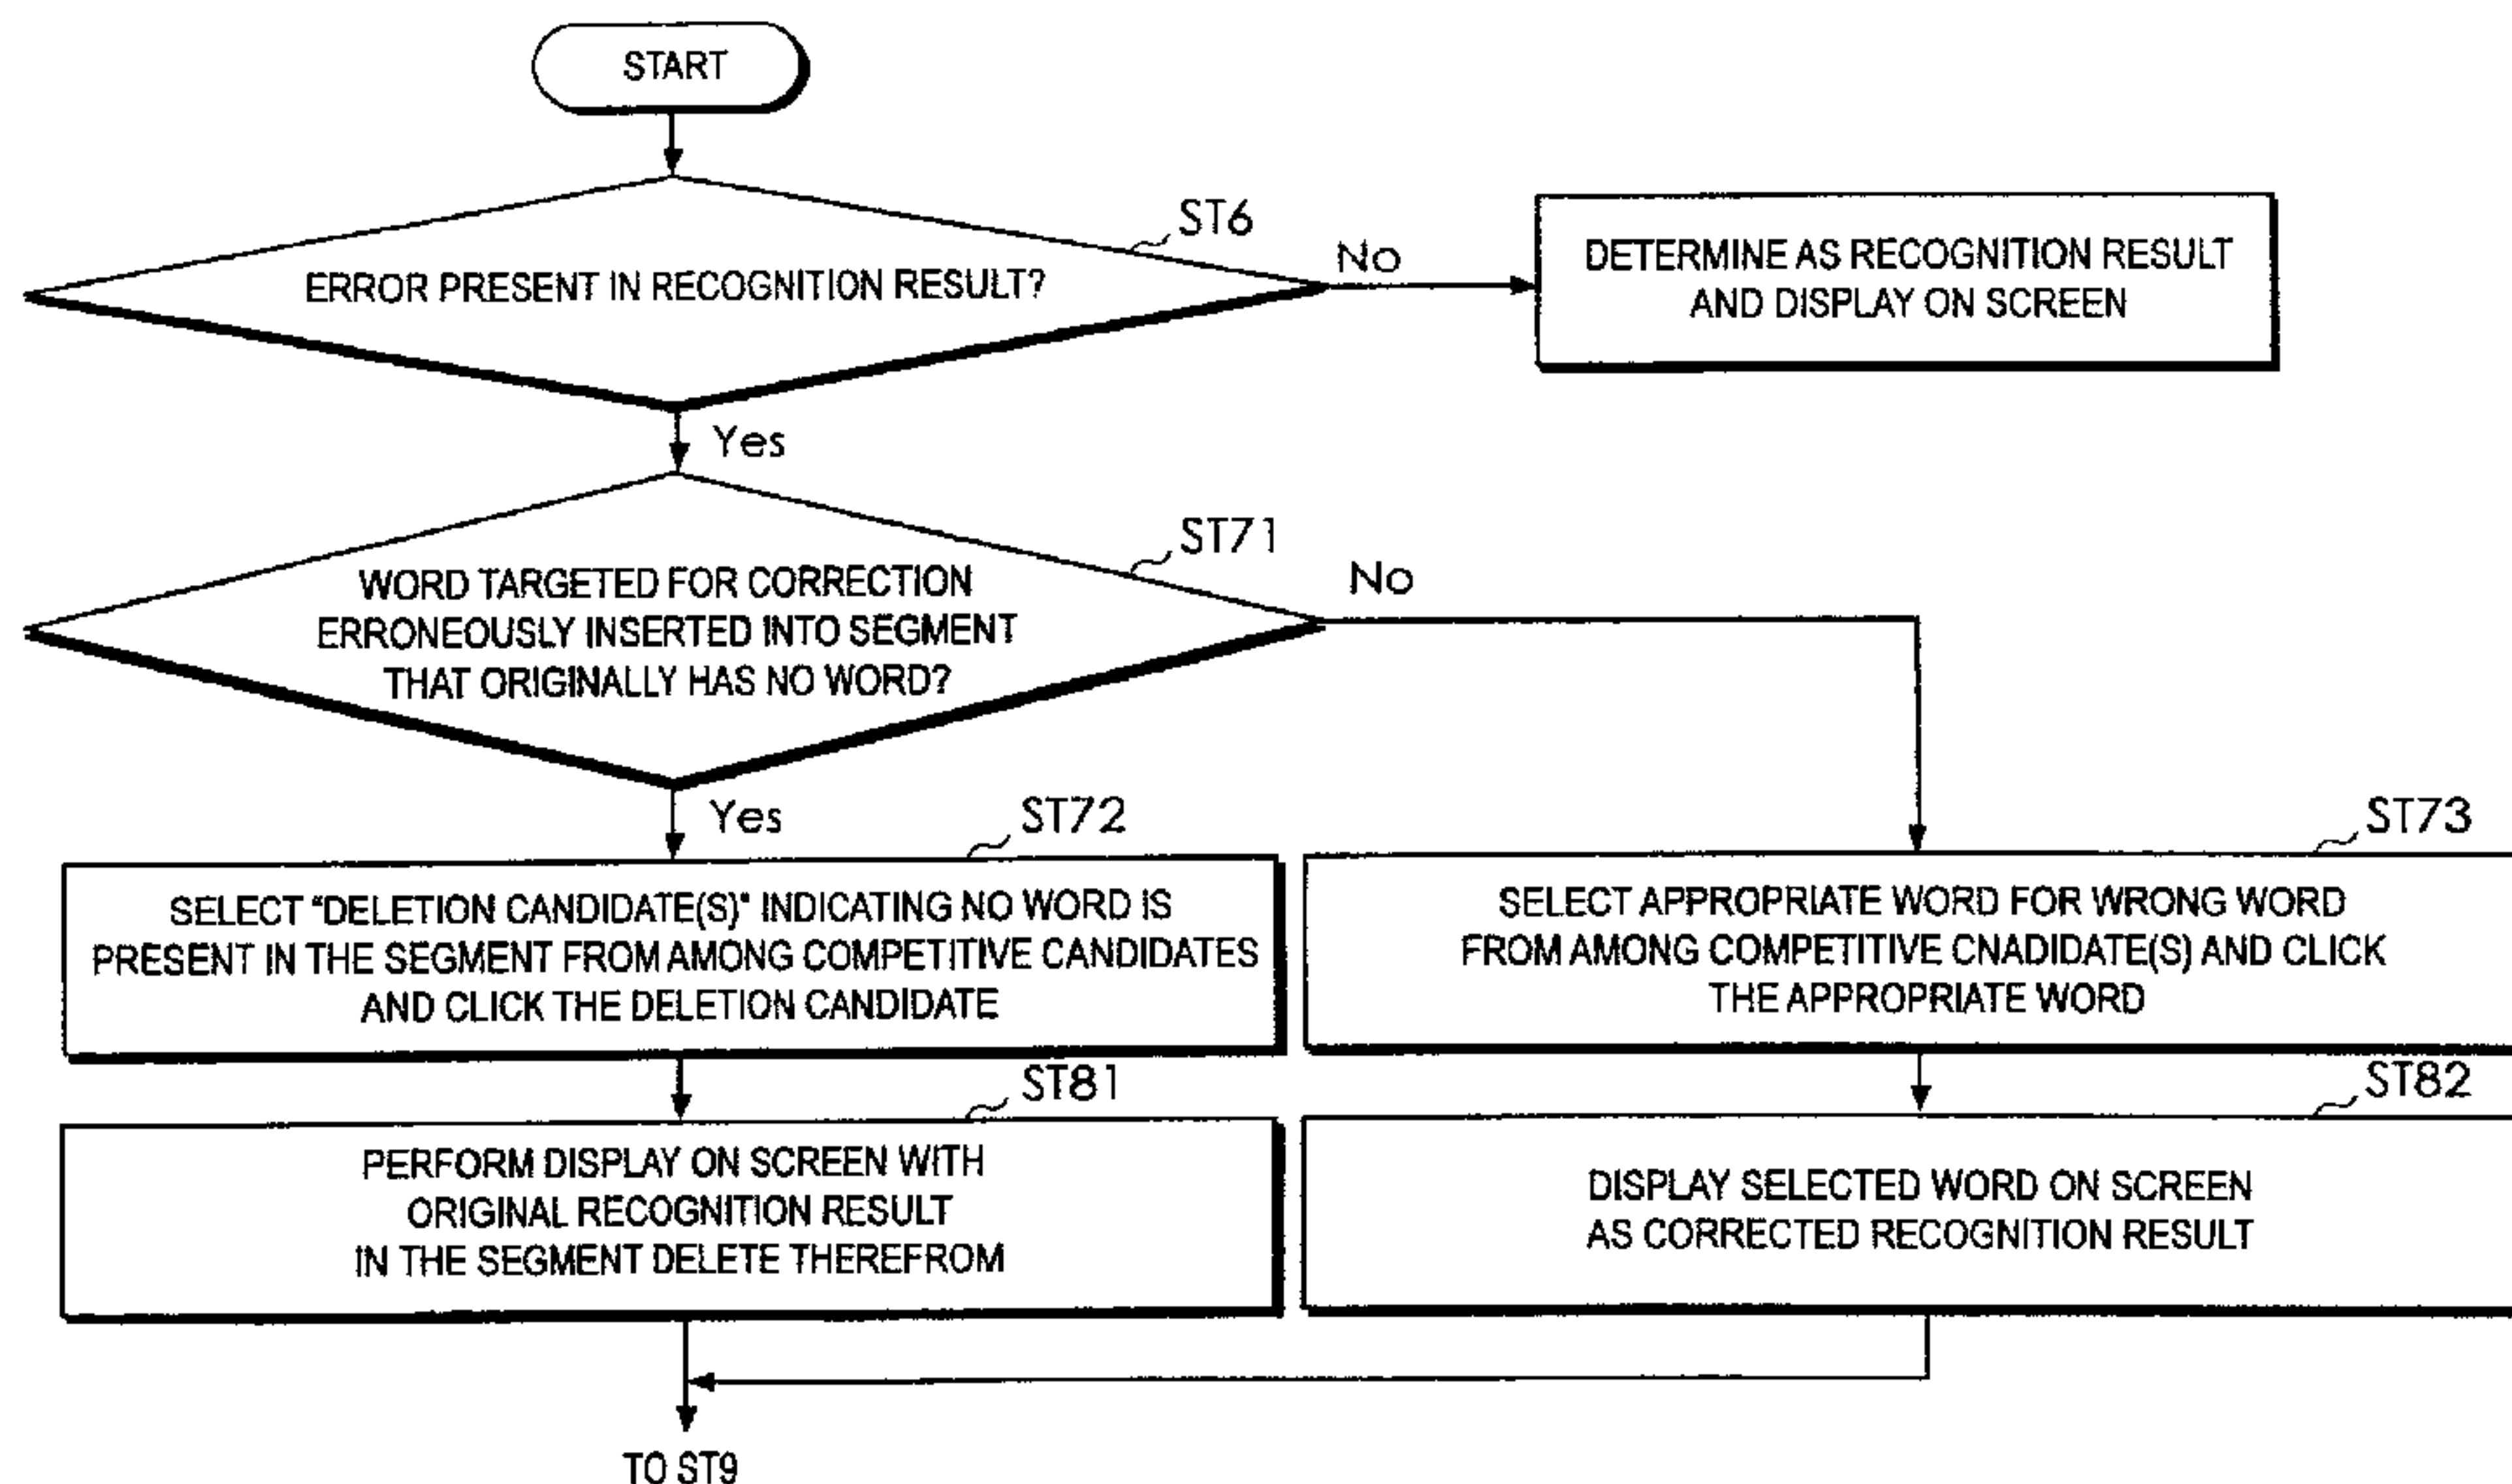 START
ST6
ERROR PRESENT IN RECOGNITION RESULT?
No
DETERMINE AS RECOGNITION RESULT
AND DISPLAY ON SCREEN
Yes
ST71
WORD TARGETED FOR CORRECTION
ERRONEOUSLY INSERTED INTO SEGMENT
THAT ORIGINALLY HAS NO WORD?
No
Yes
ST72
SELECT "DELETION CANDIDATE(S)" INDICATING NO WORD IS
PRESENT IN THE SEGMENT FROM AMONG COMPETITIVE CANDIDATES
AND CLICK THE DELETION CANDIDATE
ST73
SELECT APPROPRIATE WORD FOR WRONG WORD
FROM AMONG COMPETITIVE CNADIDATE(S) AND CLICK
THE APPROPRIATE WORD
ST81
PERFORM DISPLAY ON SCREEN WITH
ORIGINAL RECOGNITION RESULT
IN THE SEGMENT DELETE THEREFROM
ST82
DISPLAY SELECTED WORD ON SCREEN
AS CORRECTED RECOGNITION RESULT
TO ST9